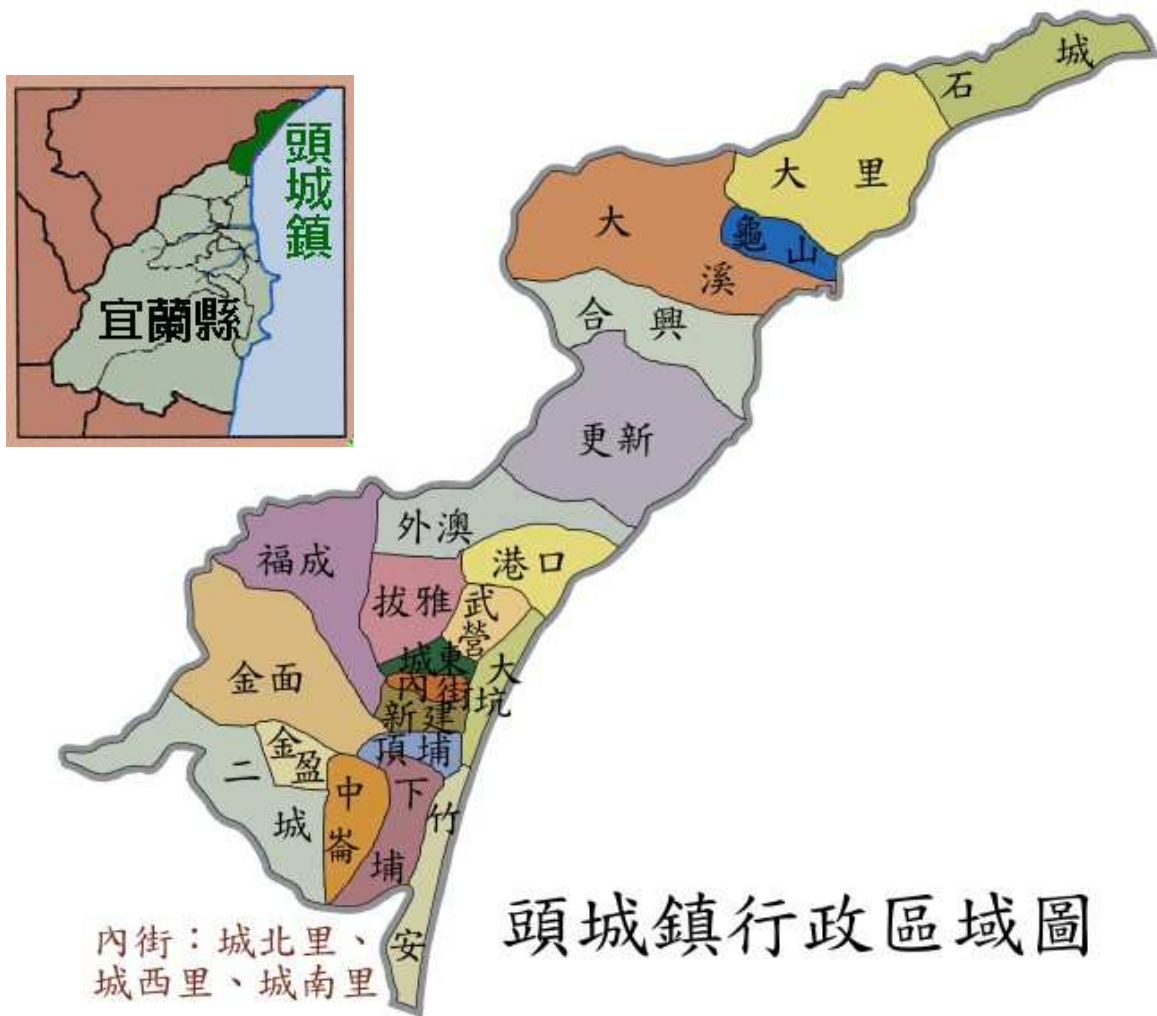 石城
頭城鎮
大里
大溪
龜山
宜蘭縣
合興
更新
外澳
港口
福成
拔雅
武營
城東
大坑
內街
金面
新建
頂埔
金盈
二城
中崙
下埔
竹安
頭城鎮行政區域圖
內街：城北里、
城西里、城南里